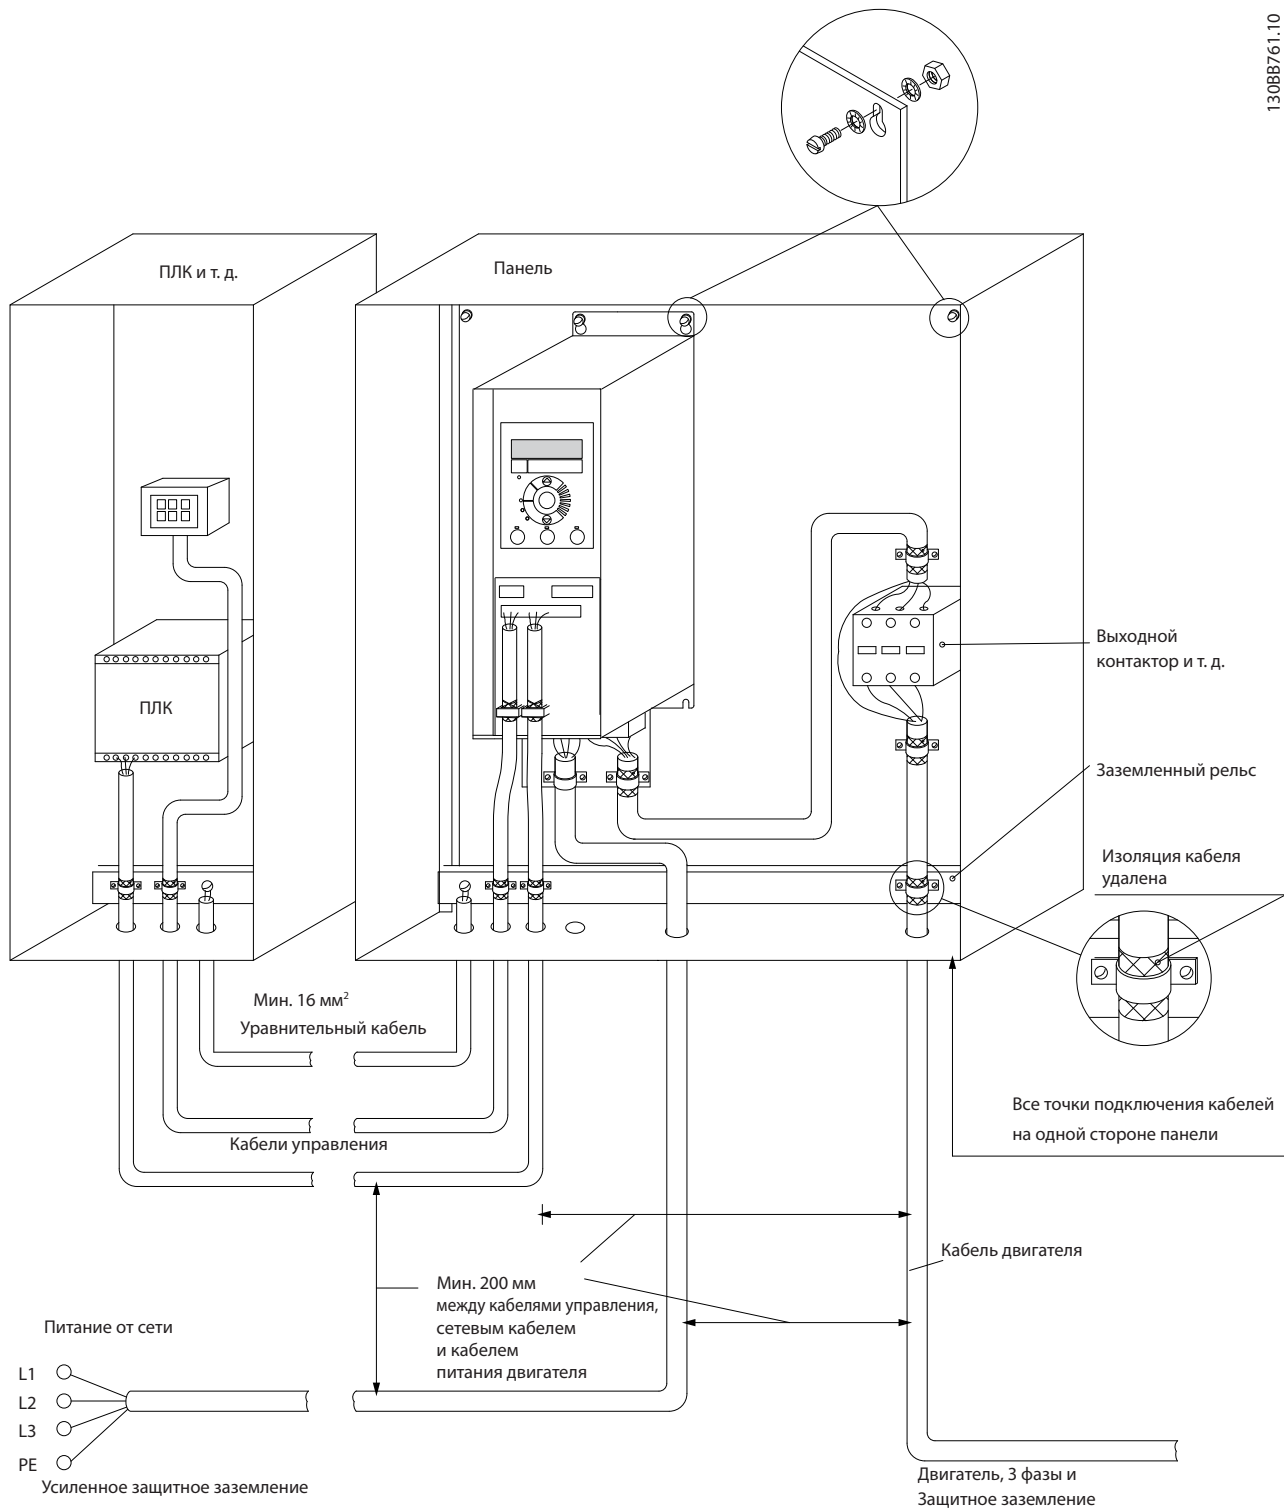 130BB761.10
ПЛК и т. д.
Панель
ПЛК
Выходной
контактор и т. д.
Заземленный рельс
Изоляция кабеля
удалена
Мин. 16 мм²
Уравнительный кабель
Все точки подключения кабелей
на одной стороне панели
Кабели управления
Кабель двигателя
Мин. 200 мм
между кабелями управления,
сетевым кабелем
и кабелем
питания двигателя
Питание от сети
L1
L2
L3
PE
Усиленное защитное заземление
Двигатель, 3 фазы и
Защитное заземление